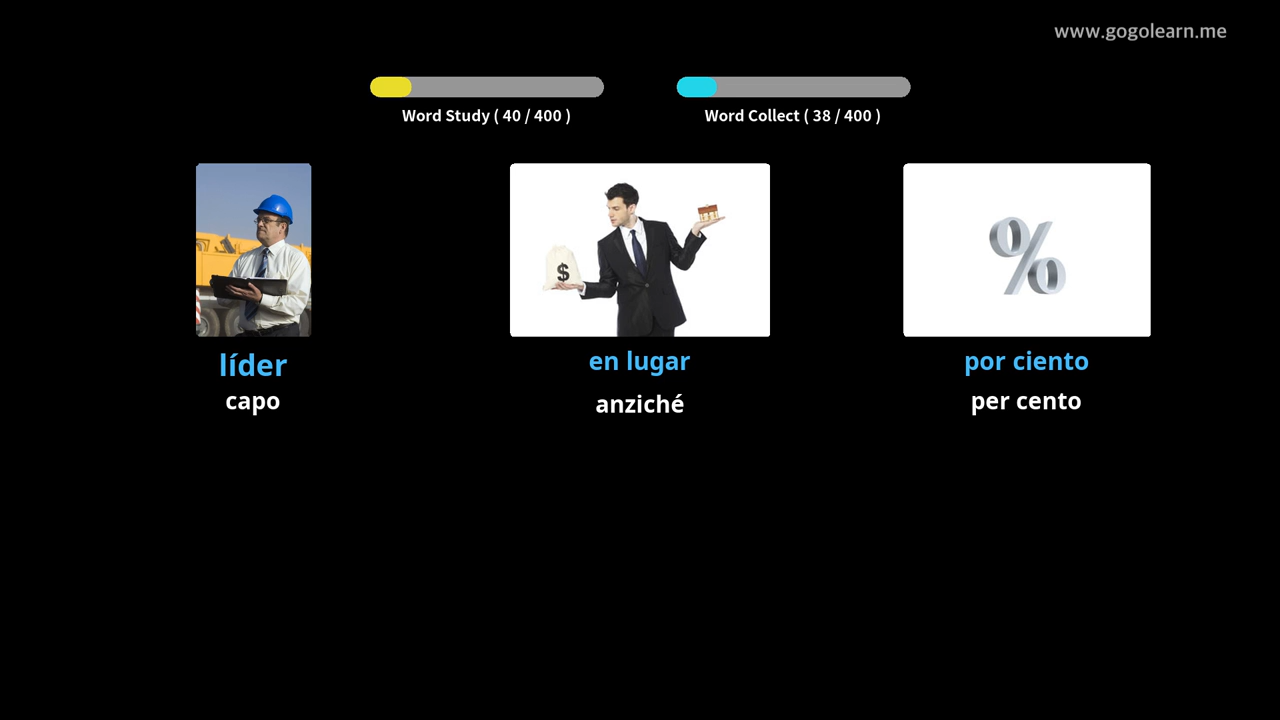 www.gogolearn.me
Word Study ( 40 / 400 )
Word Collect ( 38 / 400 )
$
%
líder
capo
en lugar
anziché
por ciento
per cento